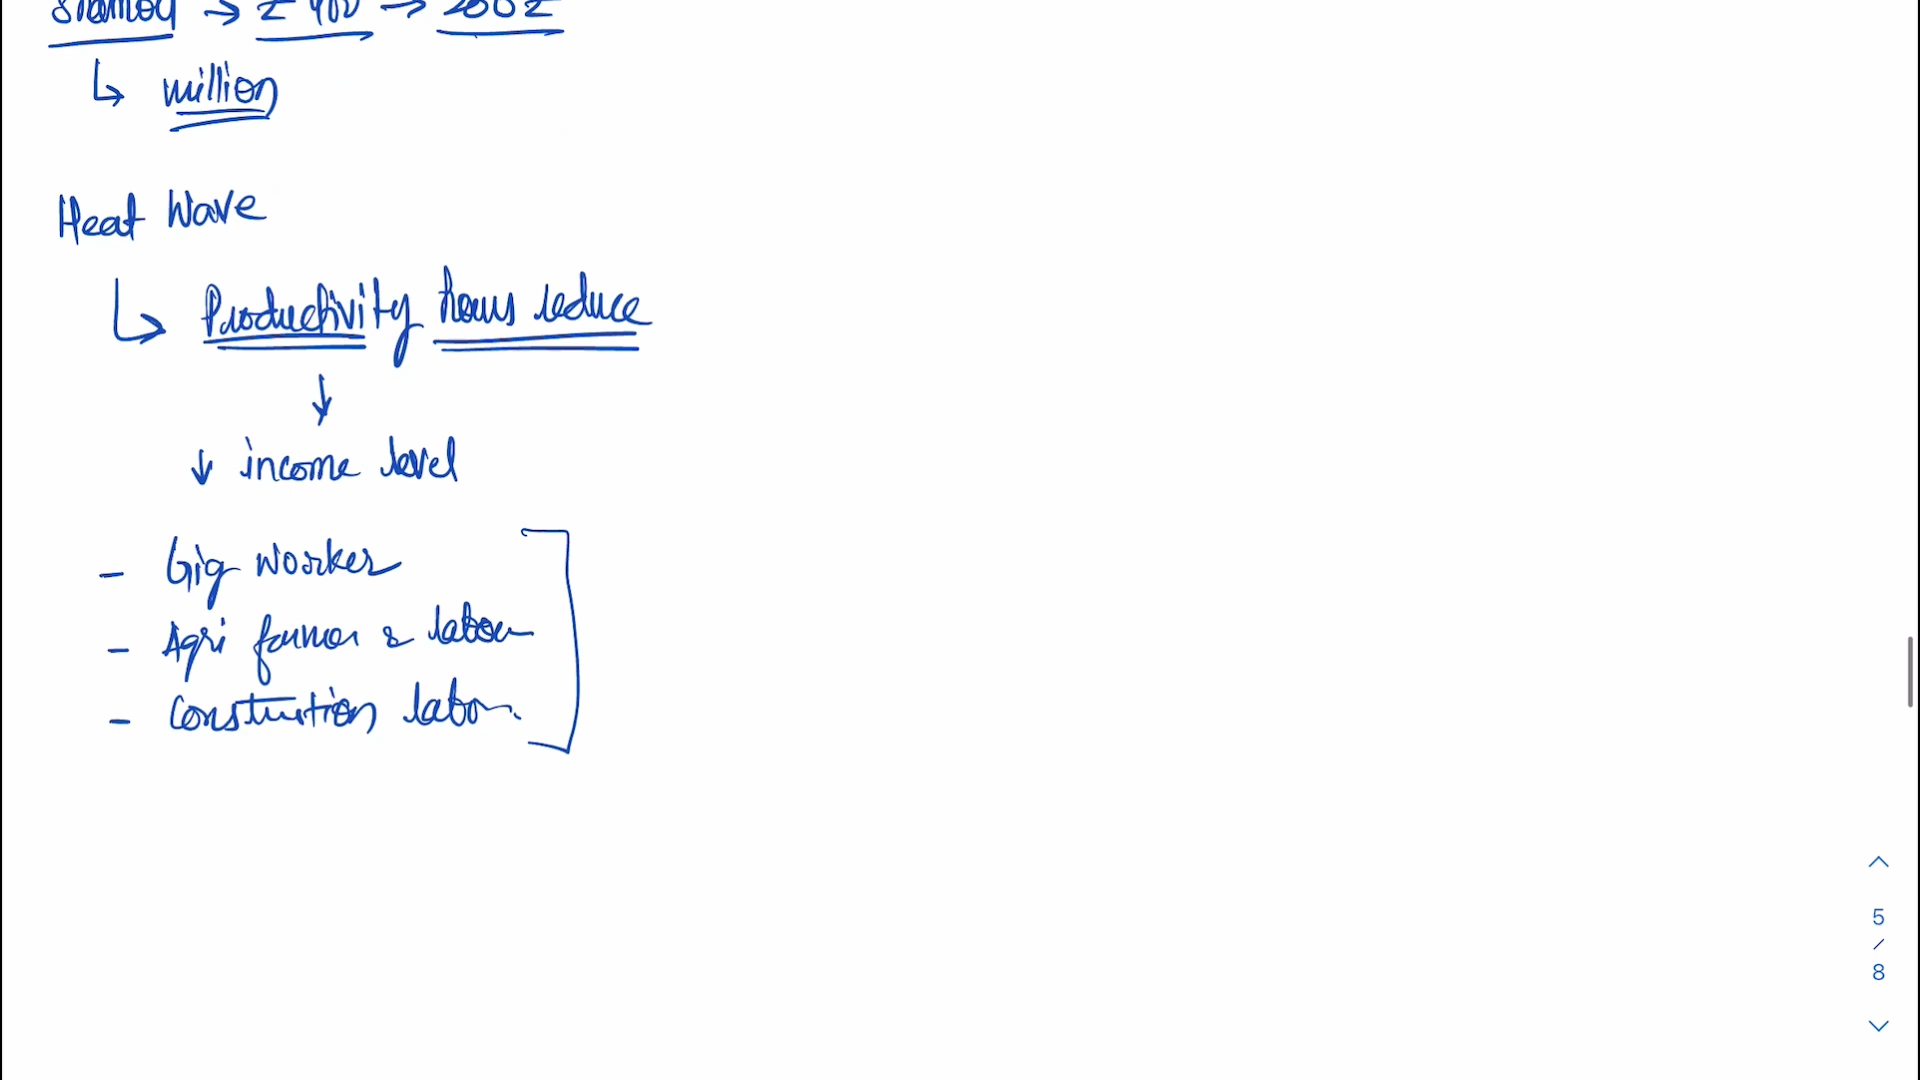 → → 
↳ million
Heat Wave
↳ Productivity hours reduce
↓
↓ income level
- Gig worker
- Agri farmer & labour
- Construction labour
5
/
8